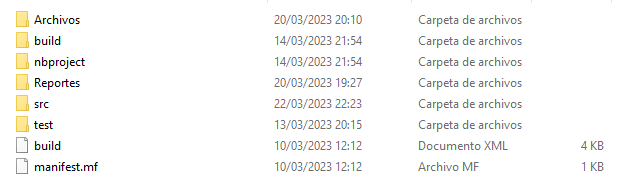 Archivos 20/03/2023 20:10 Carpeta de archivos
build 14/03/2023 21:54 Carpeta de archivos
nbproject 14/03/2023 21:54 Carpeta de archivos
Reportes 20/03/2023 19:27 Carpeta de archivos
src 22/03/2023 22:23 Carpeta de archivos
test 13/03/2023 20:15 Carpeta de archivos
build 10/03/2023 12:12 Documento XML 4 KB
manifest.mf 10/03/2023 12:12 Archivo MF 1 KB